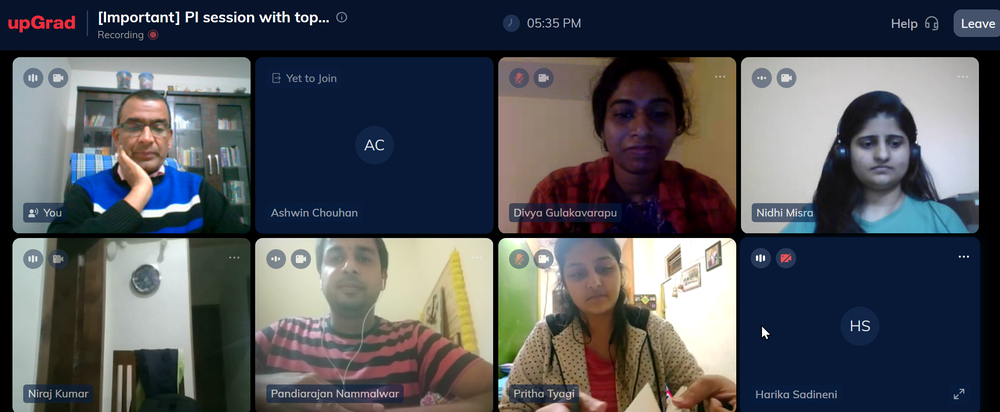 upGrad
[Important] PI session with top...
Recording
05:35 PM
Help
Leave
You
Yet to Join
AC
Ashwin Chouhan
Divya Gulakavarapu
Nidhi Misra
Niraj Kumar
Pandiarajan Nammalwar
Pritha Tyagi
HS
Harika Sadineni